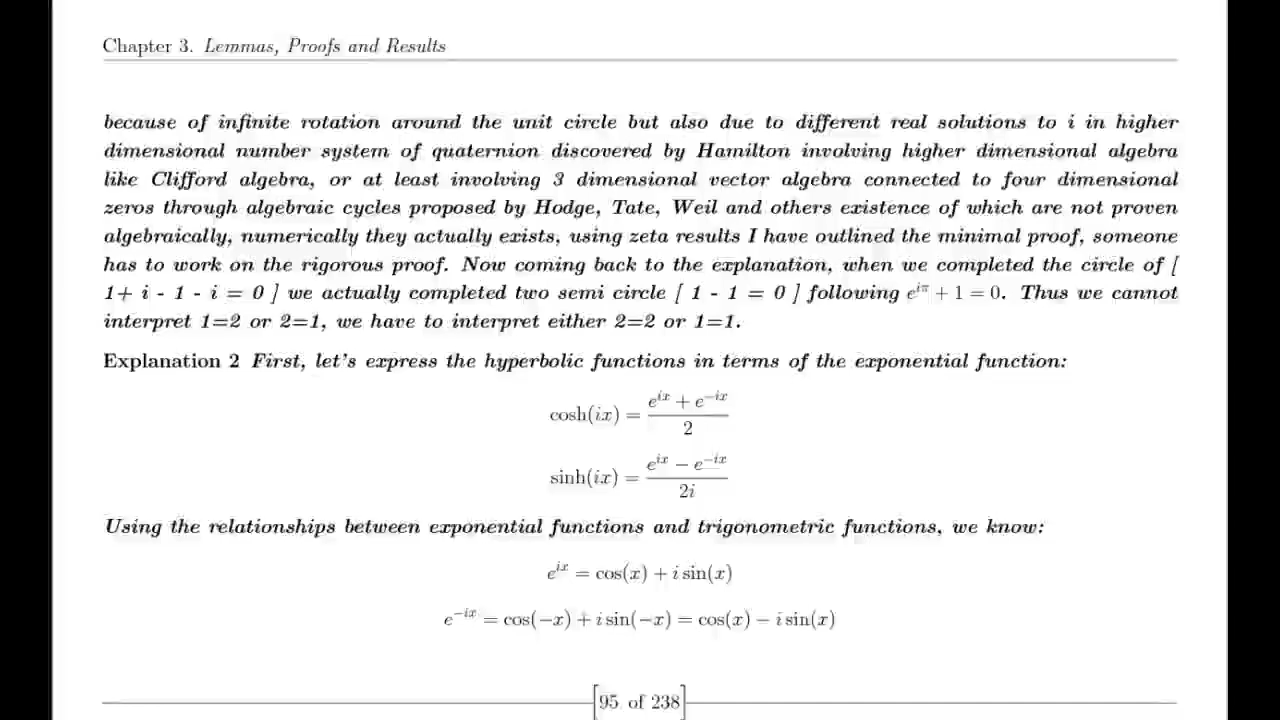 Chapter 3. Lemmas, Proofs and Results
because of infinite rotation around the unit circle but also due to different real solutions to i in higher
dimensional number system of quaternion discovered by Hamilton involving higher dimensional algebra
like Clifford algebra, or at least involving 3 dimensional vector algebra connected to four dimensional
zeros through algebraic cycles proposed by Hodge, Tate, Weil and others existence of which are not proven
algebraically, numerically they actually exists, using zeta results I have outlined the minimal proof, someone
has to work on the rigorous proof. Now coming back to the explanation, when we completed the circle of [
1+ i - 1 - i = 0 ] we actually completed two semi circle [ 1 - 1 = 0 ] following e^{iπ} + 1 = 0. Thus we cannot
interpret 1=2 or 2=1, we have to interpret either 2=2 or 1=1.
Explanation 2 First, let's express the hyperbolic functions in terms of the exponential function:
cosh(ix) = \frac{e^{ix} + e^{-ix}}{2}
sinh(ix) = \frac{e^{ix} − e^{-ix}}{2i}
Using the relationships between exponential functions and trigonometric functions, we know:
e^{ix} = cos(x) + i sin(x)
e^{-ix} = cos(−x) + i sin(−x) = cos(x) − i sin(x)
[95 of 238]